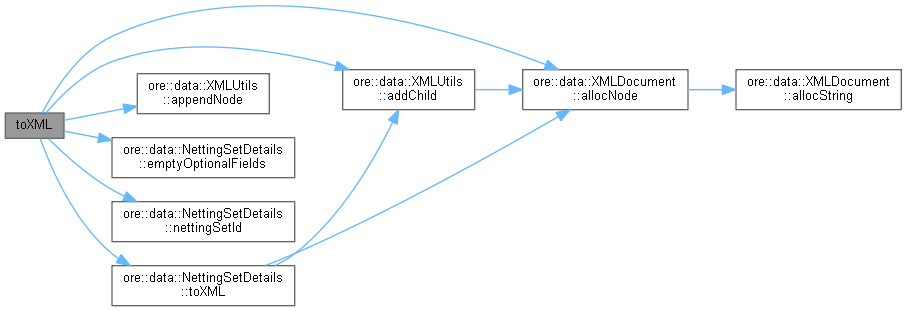 toXML
ore::data::XMLUtils
::appendNode
ore::data::NettingSetDetails
::emptyOptionalFields
ore::data::NettingSetDetails
::nettingSetId
ore::data::NettingSetDetails
::toXML
ore::data::XMLUtils
::addChild
ore::data::XMLDocument
::allocNode
ore::data::XMLDocument
::allocString